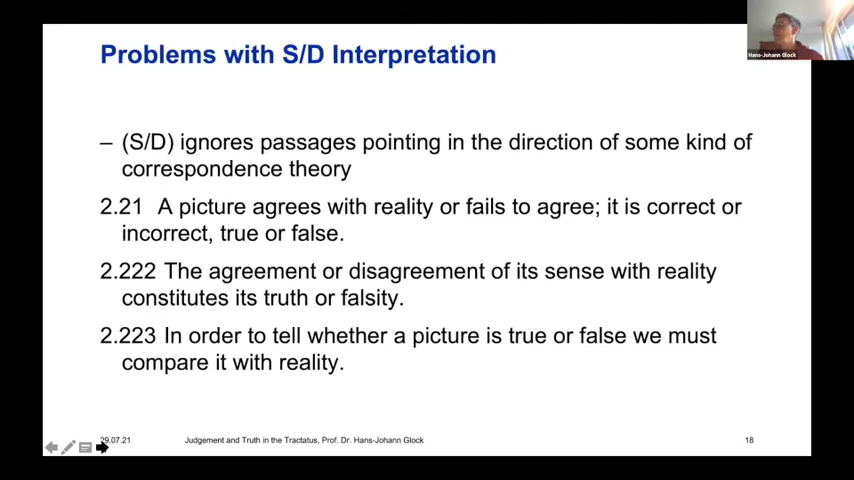 Problems with S/D Interpretation
Hans-Johann Glock
– (S/D) ignores passages pointing in the direction of some kind of
correspondence theory
2.21 A picture agrees with reality or fails to agree; it is correct or
incorrect, true or false.
2.222 The agreement or disagreement of its sense with reality
constitutes its truth or falsity.
2.223 In order to tell whether a picture is true or false we must
compare it with reality.
29.07.21 Judgement and Truth in the Tractatus, Prof. Dr. Hans-Johann Glock 18